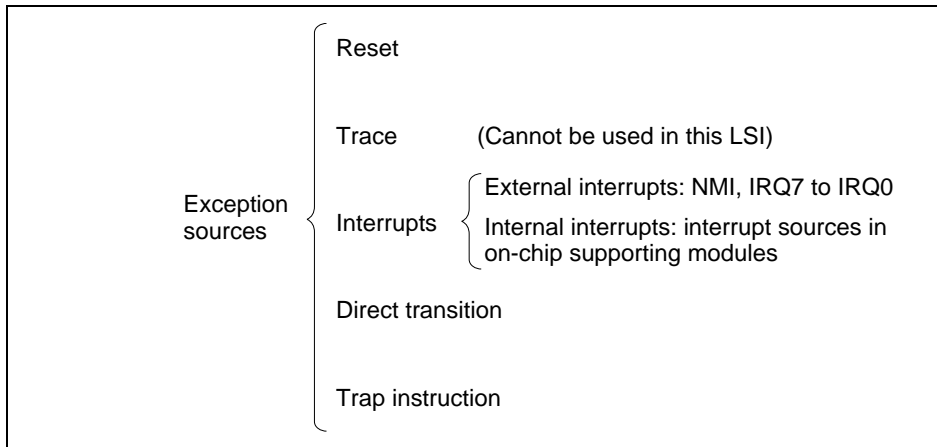 Reset
Trace (Cannot be used in this LSI)
Exception
sources
Interrupts
External interrupts: NMI, IRQ7 to IRQ0
Internal interrupts: interrupt sources in
on-chip supporting modules
Direct transition
Trap instruction